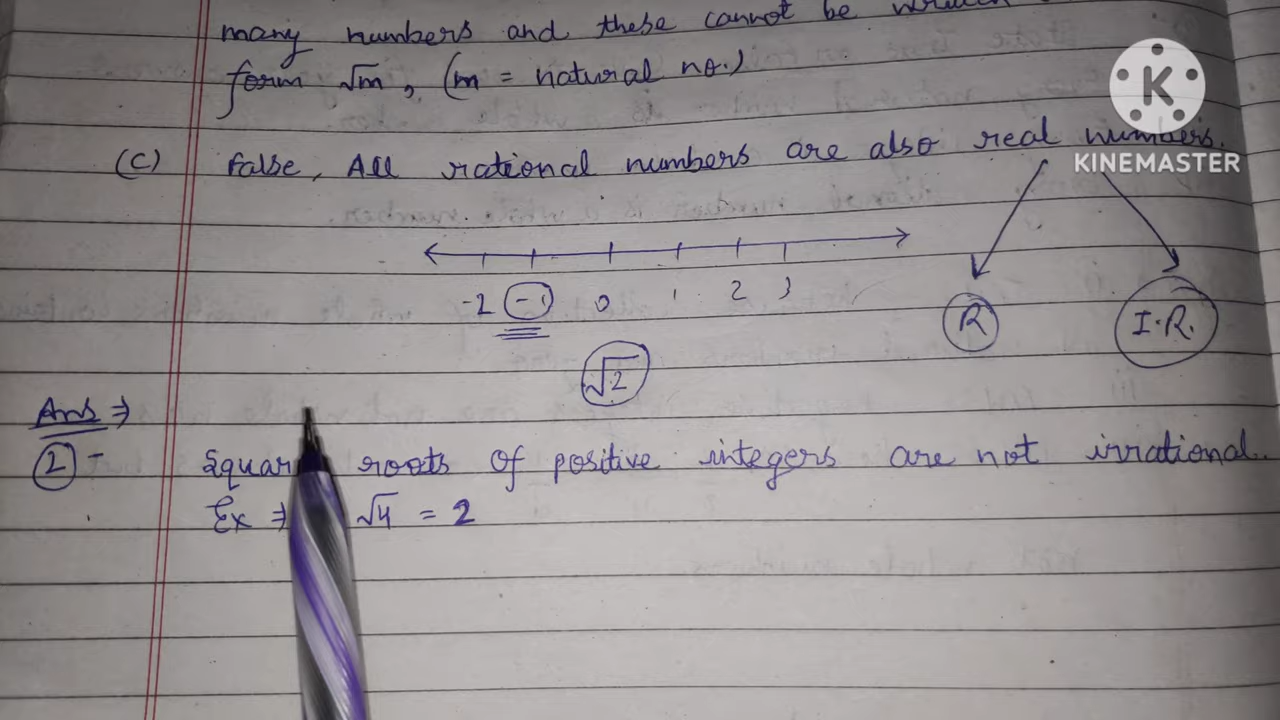 many numbers and these cannot be written
form √m, (m = natural no.)
K
KINEMASTER
(C) False, All rational numbers are also real numbers.
-2 -1 0 1 2 3
R I.R.
√2
Ans ⇒
2 - Square roots of positive integers are not irrational.
Ex ⇒ √4 = 2